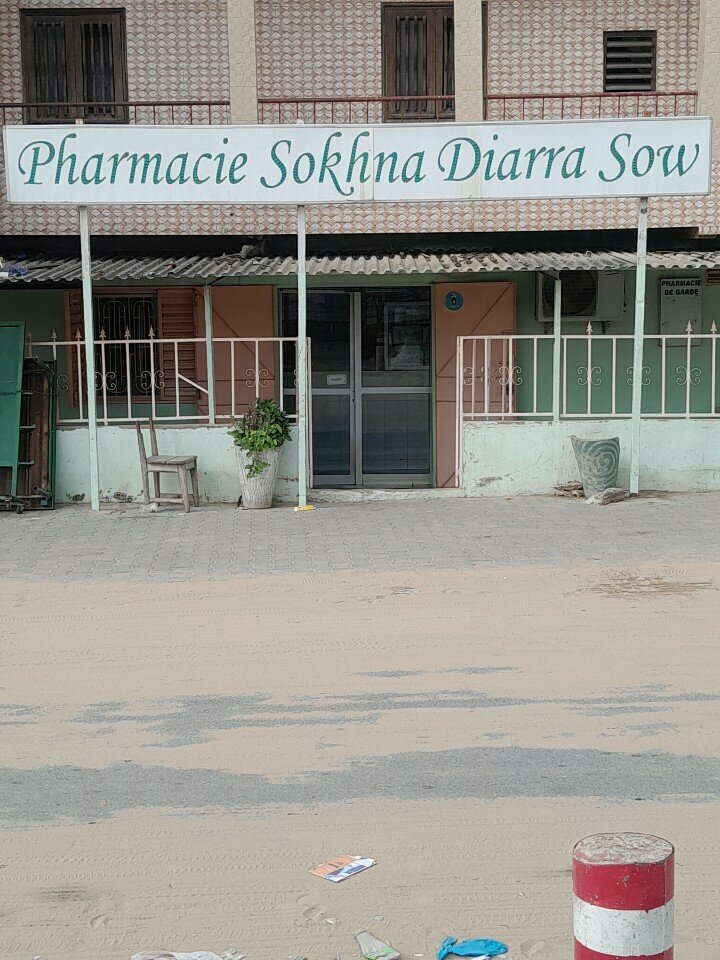 Pharmacie Sokhna Diarra Sow
PHARMACIE
DE GARDE